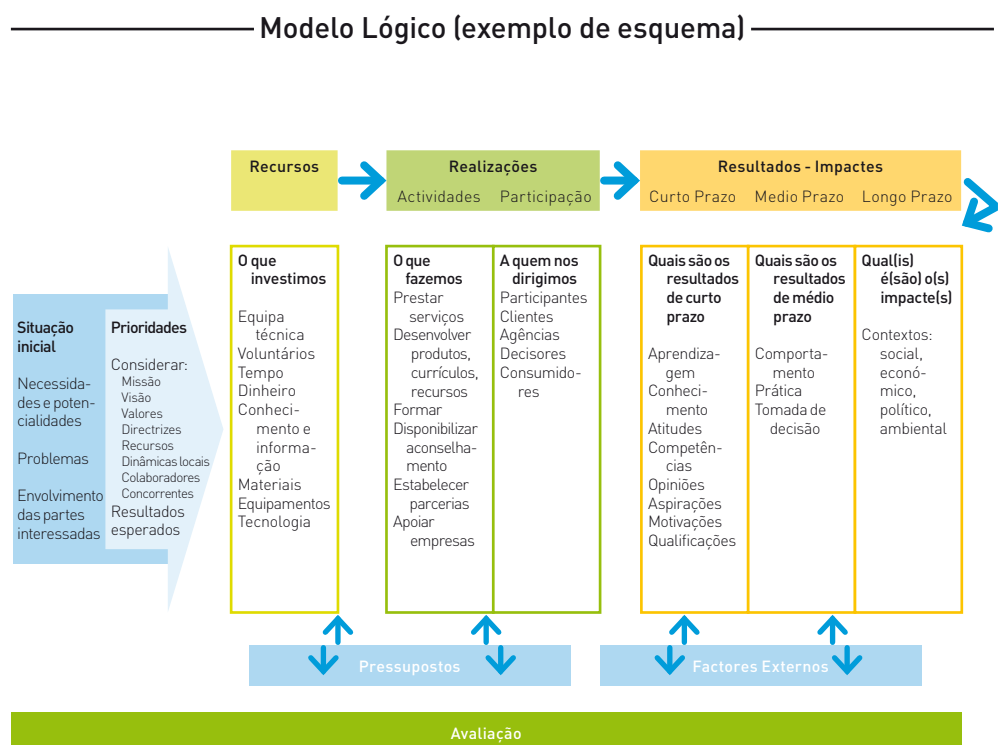 Modelo Lógico (exemplo de esquema)
Recursos
Realizações
Actividades
Participação
Resultados - Impactes
Curto Prazo
Medio Prazo
Longo Prazo
Situação
inicial
Necessida-
des e poten-
cialidades
Problemas
Envolvimento
das partes
interessadas
Prioridades
Considerar:
Missão
Visão
Valores
Directrizes
Recursos
Dinâmicas locais
Colaboradores
Concorrentes
Resultados
esperados
O que
investimos
Equipa
técnica
Voluntários
Tempo
Dinheiro
Conheci-
mento e
informa-
ção
Materiais
Equipamentos
Tecnologia
O que
fazemos
Prestar
serviços
Desenvolver
produtos,
currículos,
recursos
Formar
Disponibilizar
aconselha-
mento
Estabelecer
parcerias
Apoiar
empresas
A quem nos
dirigimos
Participantes
Clientes
Agências
Decisores
Consumido-
res
Quais são os
resultados
de curto
prazo
Aprendiza-
gem
Conheci-
mento
Atitudes
Competên-
cias
Opiniões
Aspirações
Motivações
Qualificações
Quais são os
resultados
de médio
prazo
Comporta-
mento
Prática
Tomada de
decisão
Qual(is)
é(são) o(s)
impacte(s)
Contextos:
social,
econó-
mico,
político,
ambiental
Pressupostos
Factores Externos
Avaliação